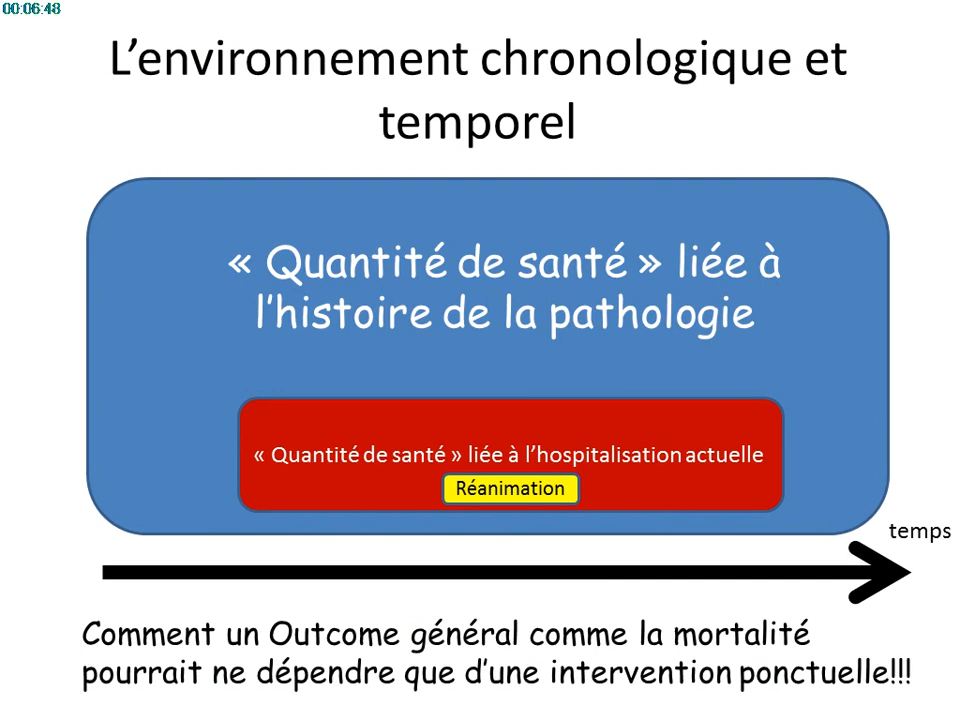 00:06:48
L’environnement chronologique et
temporel
« Quantité de santé » liée à
l’histoire de la pathologie
« Quantité de santé » liée à l’hospitalisation actuelle
Réanimation
temps
Comment un Outcome général comme la mortalité
pourrait ne dépendre que d’une intervention ponctuelle!!!